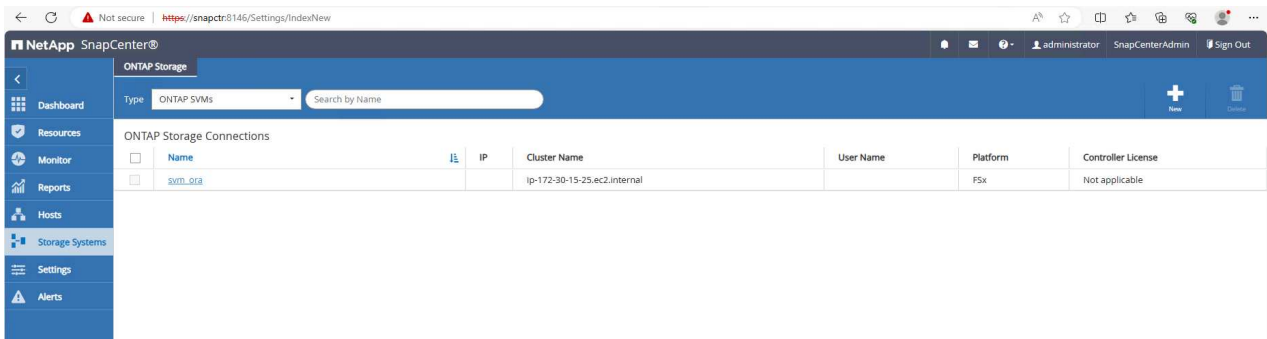 Not secure https://snapctr:8146/Settings/IndexNew
NetApp SnapCenter® administrator SnapCenterAdmin Sign Out
ONTAP Storage
Type ONTAP SVMs Search by Name
New Delete
Dashboard
Resources
Monitor
Reports
Hosts
Storage Systems
Settings
Alerts
ONTAP Storage Connections
Name IP Cluster Name User Name Platform Controller License
svm_ora ip-172-30-15-25.ec2.internal FSx Not applicable